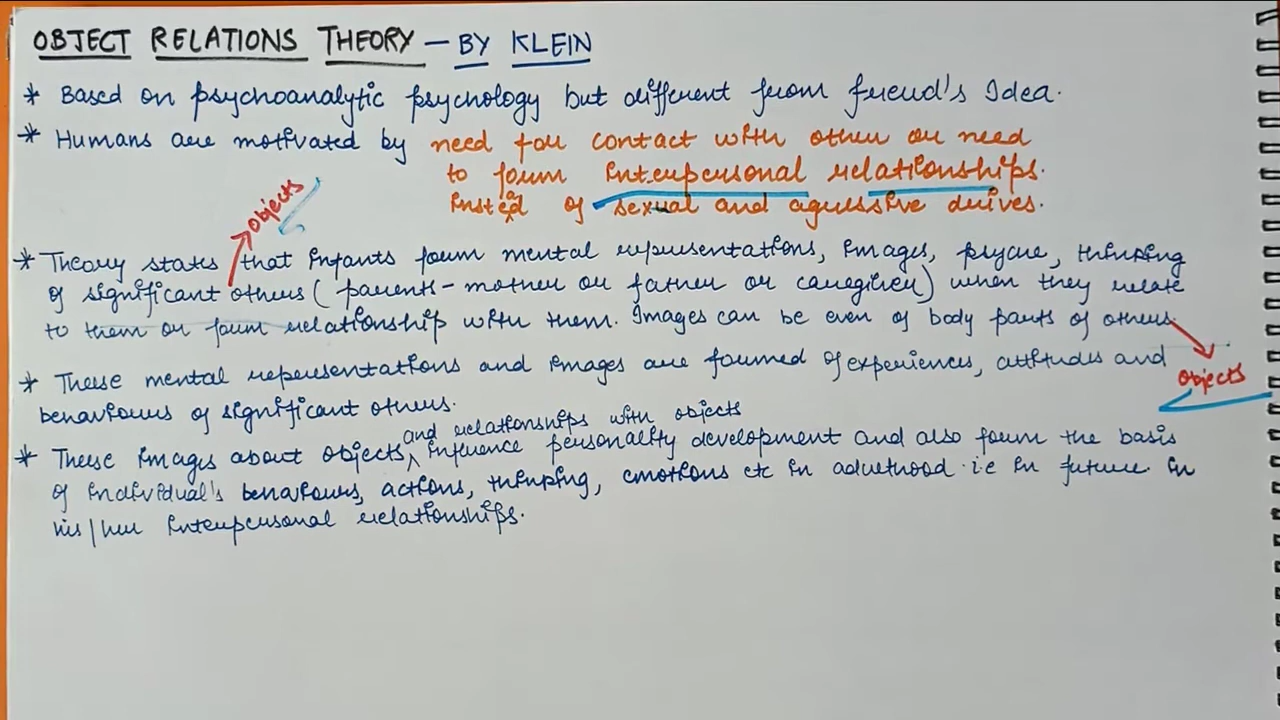 OBJECT RELATIONS THEORY – BY KLEIN
* Based on psychoanalytic psychology but different from freud's Idea.
* Humans are motivated by need for contact with other or need
to form interpersonal relationships.
Instead of sexual and agressive drives.
objects
* Theory states that infants form mental representations, images, psyche, thinking
of significant others (parents - mother or father or caregiver) when they relate
to them or form relationship with them. Images can be even of body parts of others
objects
* These mental representations and images are formed of experiences, attitudes and
behaviours of significant others.
and relationships with objects
* These images about objects ^ influence personality development and also form the basis
of individual's behaviours, actions, thinking, emotions etc in adulthood i.e in future in
his/her interpersonal relationships.